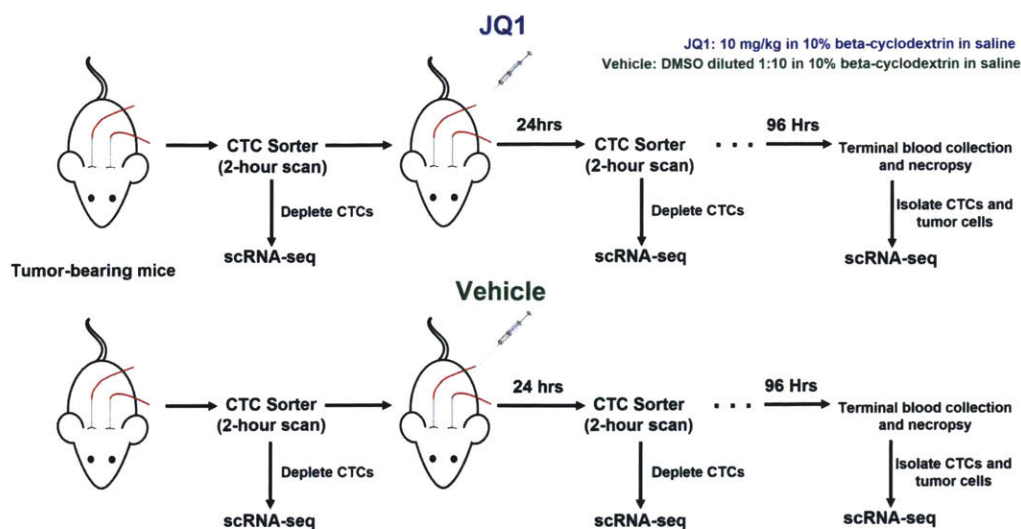 JQ1
JQ1: 10 mg/kg in 10% beta-cyclodextrin in saline
Vehicle: DMSO diluted 1:10 in 10% beta-cyclodextrin in saline
24hrs
96 Hrs
CTC Sorter
(2-hour scan)
CTC Sorter
(2-hour scan)
. . .
Terminal blood collection
and necropsy
Deplete CTCs
Deplete CTCs
Isolate CTCs and
tumor cells
scRNA-seq
scRNA-seq
scRNA-seq
Tumor-bearing mice
Vehicle
24 hrs
96 Hrs
CTC Sorter
(2-hour scan)
CTC Sorter
(2-hour scan)
. . .
Terminal blood collection
and necropsy
Deplete CTCs
Deplete CTCs
Isolate CTCs and
tumor cells
scRNA-seq
scRNA-seq
scRNA-seq